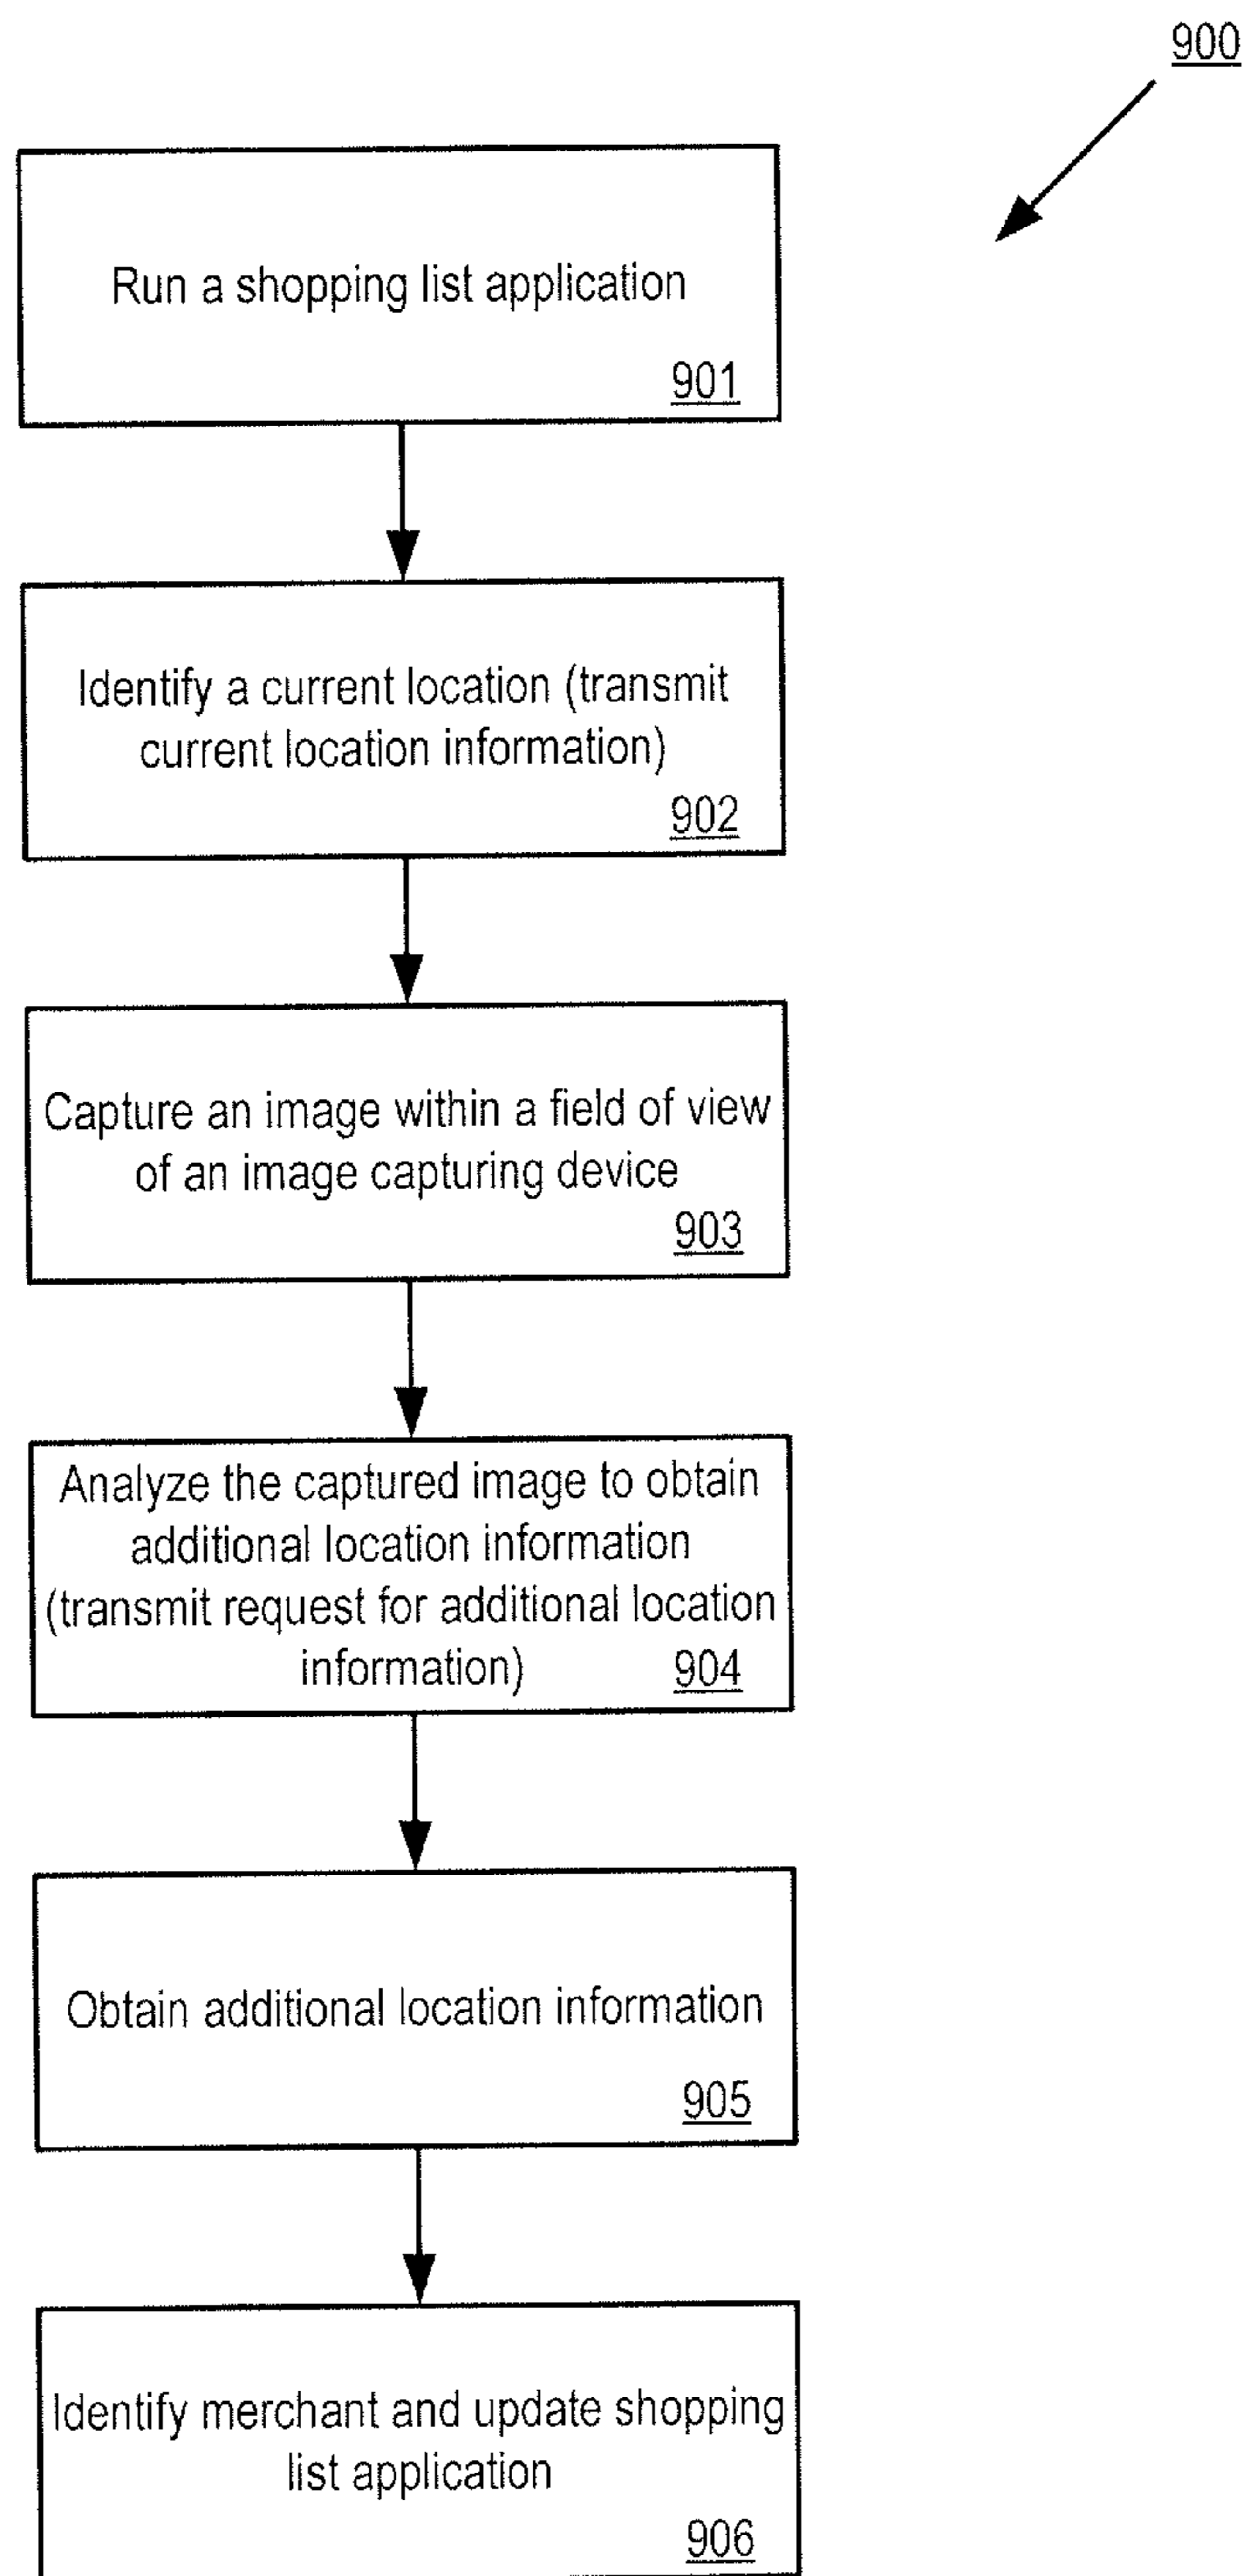 900
Run a shopping list application
901
Identify a current location (transmit
current location information)
902
Capture an image within a field of view
of an image capturing device
903
Analyze the captured image to obtain
additional location information
(transmit request for additional location
information) 904
Obtain additional location information
905
Identify merchant and update shopping
list application
906